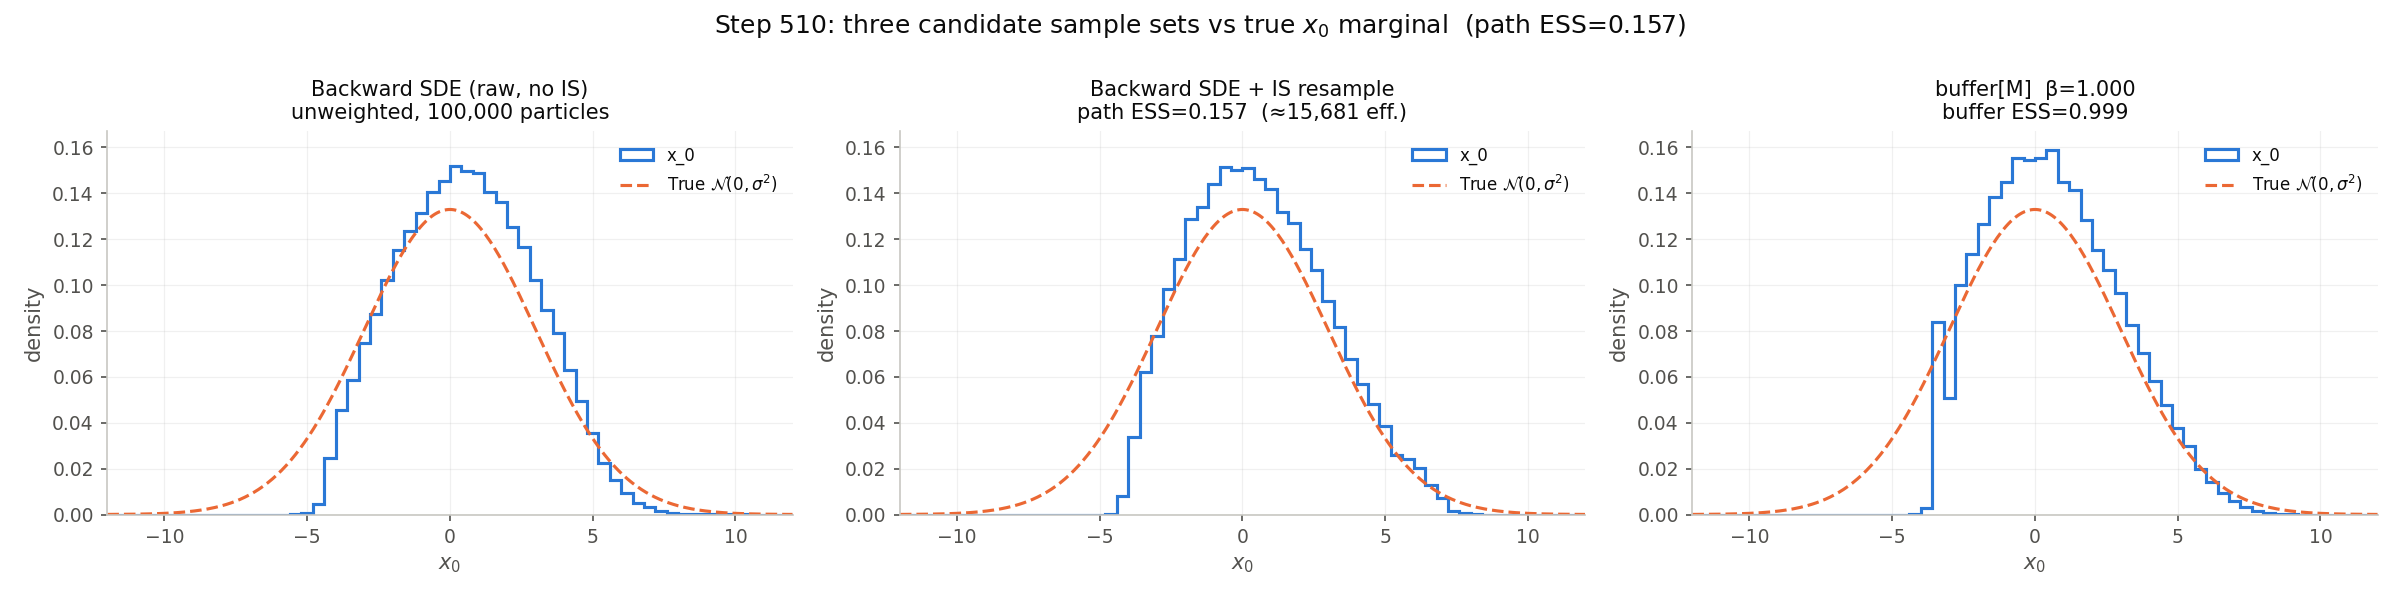 Step 510: three candidate sample sets vs true x₀ marginal (path ESS=0.157)
Backward SDE (raw, no IS)
unweighted, 100,000 particles
0.16
0.14
0.12
0.10
0.08
0.06
0.04
0.02
0.00
density
x_0
True 𝒩(0, σ²)
−10
−5
0
5
10
x₀
Backward SDE + IS resample
path ESS=0.157 (≈15,681 eff.)
0.16
0.14
0.12
0.10
0.08
0.06
0.04
0.02
0.00
density
x_0
True 𝒩(0, σ²)
−10
−5
0
5
10
x₀
buffer[M] β=1.000
buffer ESS=0.999
0.16
0.14
0.12
0.10
0.08
0.06
0.04
0.02
0.00
density
x_0
True 𝒩(0, σ²)
−10
−5
0
5
10
x₀